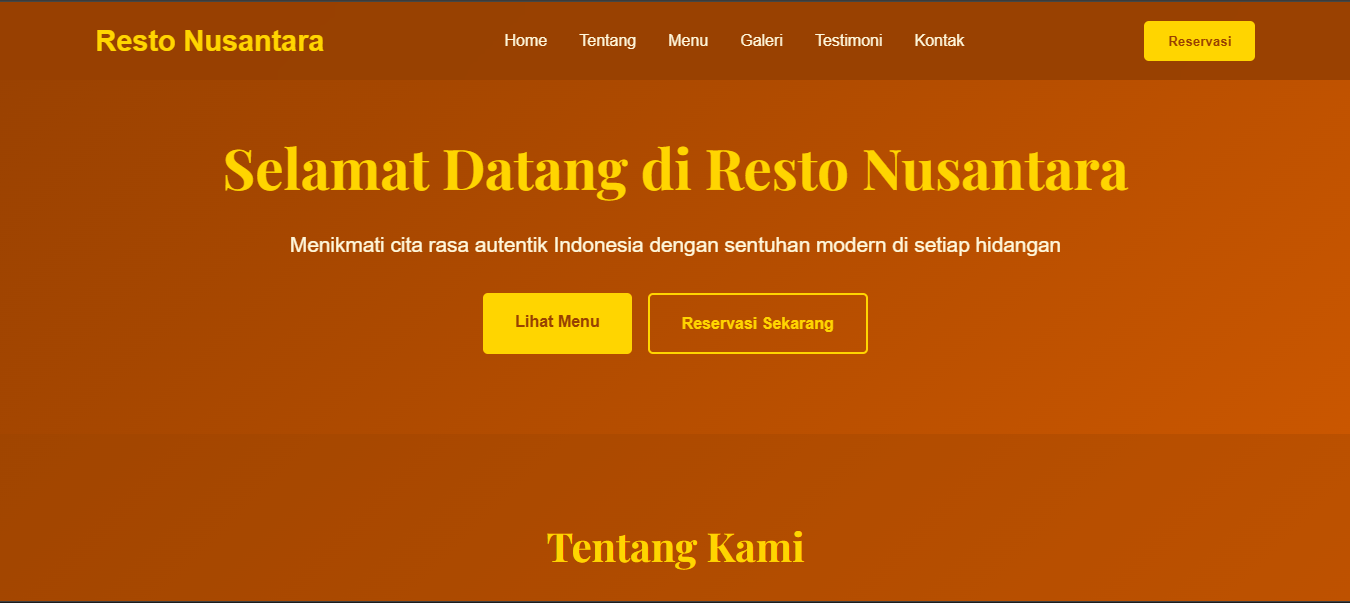 Resto Nusantara
Home Tentang Menu Galeri Testimoni Kontak
Reservasi
Selamat Datang di Resto Nusantara
Menikmati cita rasa autentik Indonesia dengan sentuhan modern di setiap hidangan
Lihat Menu
Reservasi Sekarang
Tentang Kami